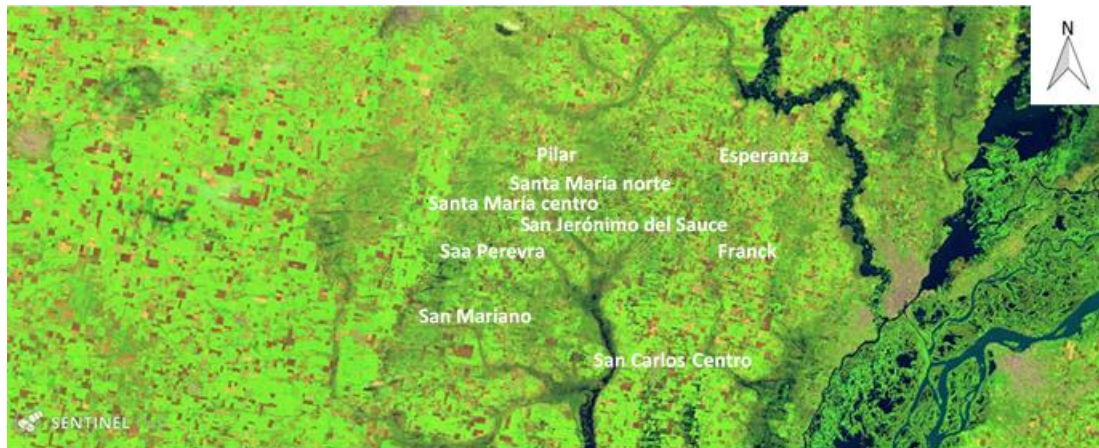 N
Pilar
Esperanza
Santa María norte
Santa María centro
San Jerónimo del Sauce
Saa Perevra
Franck
San Mariano
San Carlos Centro
SENTINEL